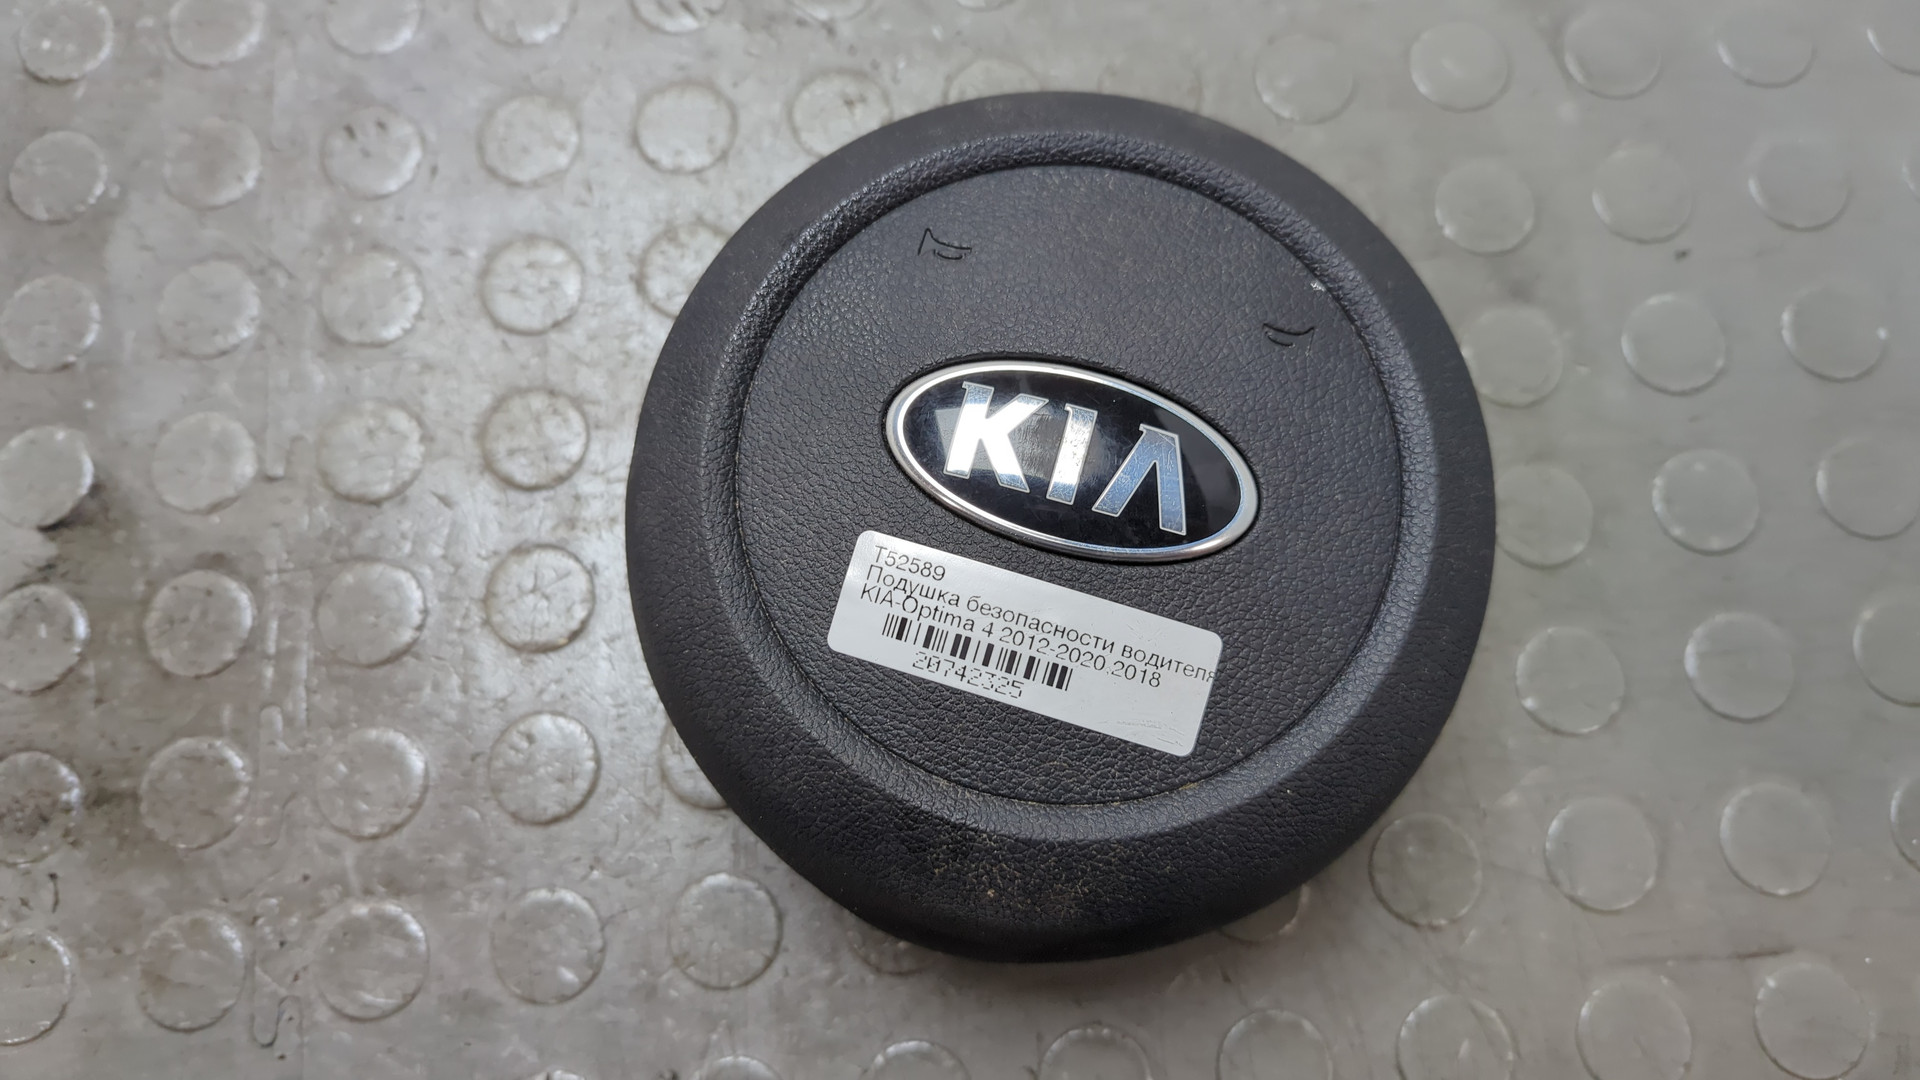 KIA
T52589
Подушка безопасности водителя
KIA-Optima 4 2012-2020.2018
20742325